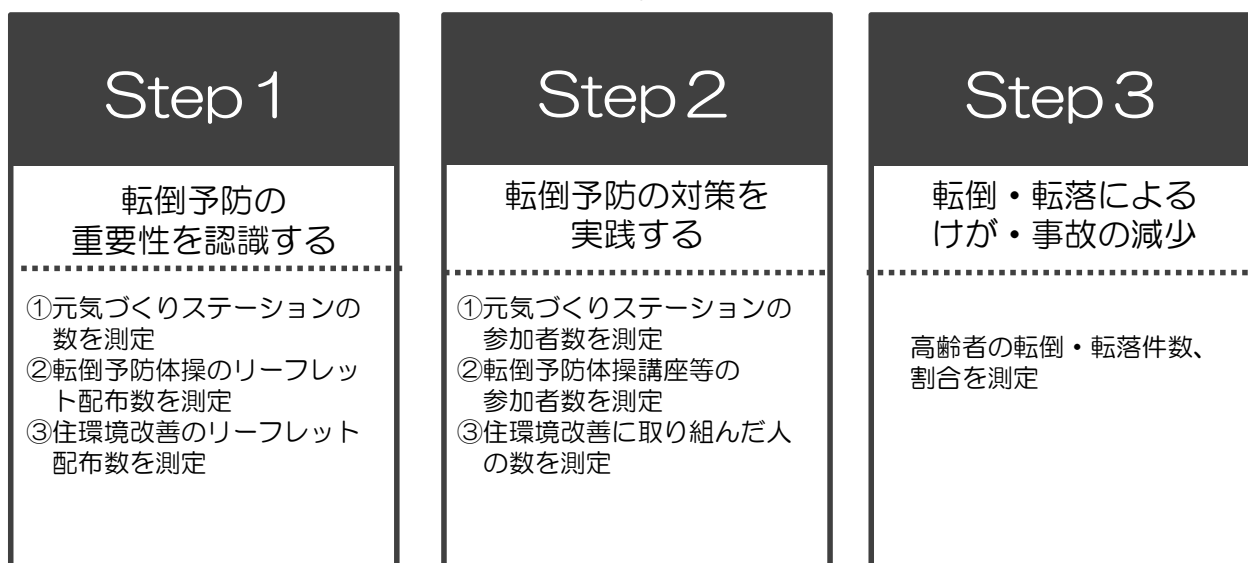 Step1
転倒予防の
重要性を認識する
①元気づくりステーションの
数を測定
②転倒予防体操のリーフレッ
ト配布数を測定
③住環境改善のリーフレット
配布数を測定
Step2
転倒予防の対策を
実践する
①元気づくりステーションの
参加者数を測定
②転倒予防体操講座等の
参加者数を測定
③住環境改善に取り組んだ人
の数を測定
Step3
転倒・転落による
けが・事故の減少
高齢者の転倒・転落件数、
割合を測定